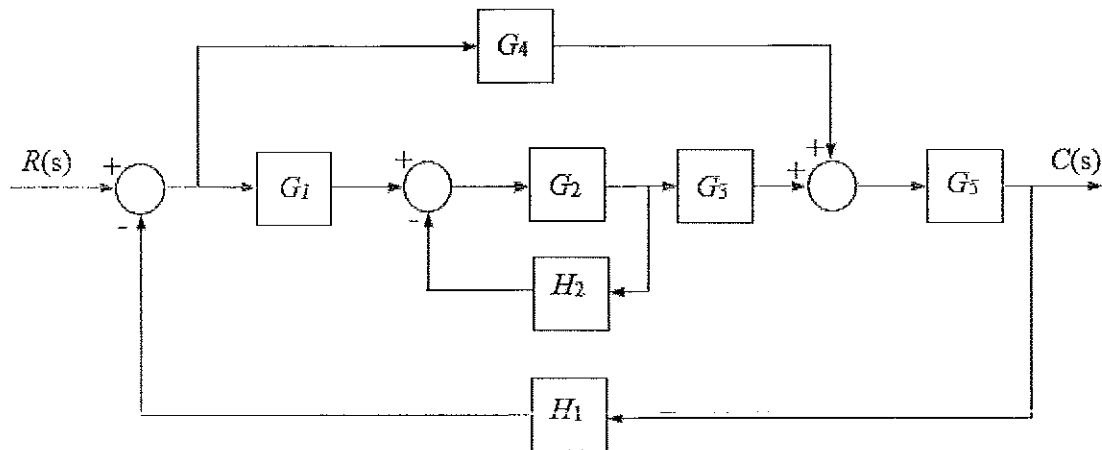 G4
R(s)
+
G1
+
G2
G3
+
+
G5
C(s)
-
-
H2
H1